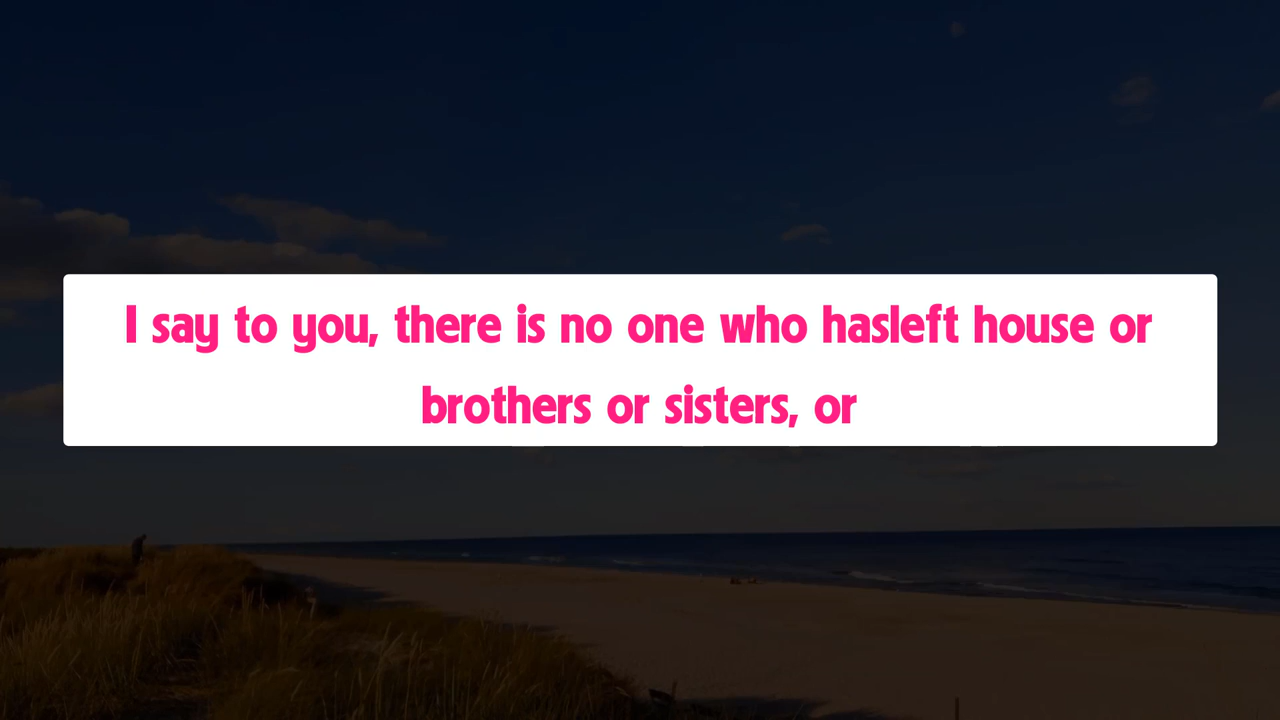 I say to you, there is no one who hasleft house or
brothers or sisters, or